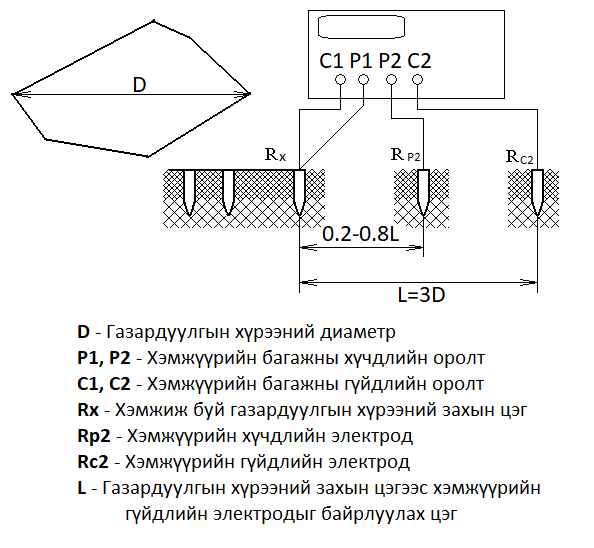 D
C1 P1 P2 C2
Rx
RP2
RC2
0.2-0.8L
L=3D
D - Газардуулгын хүрээний диаметр
P1, P2 - Хэмжүүрийн багажны хүчдлийн оролт
C1, C2 - Хэмжүүрийн багажны гүйдлийн оролт
Rx - Хэмжиж буй газардуулгын хүрээний захын цэг
Rp2 - Хэмжүүрийн хүчдлийн электрод
Rc2 - Хэмжүүрийн гүйдлийн электрод
L - Газардуулгын хүрээний захын цэгээс хэмжүүрийн
гүйдлийн электродыг байрлуулах цэг